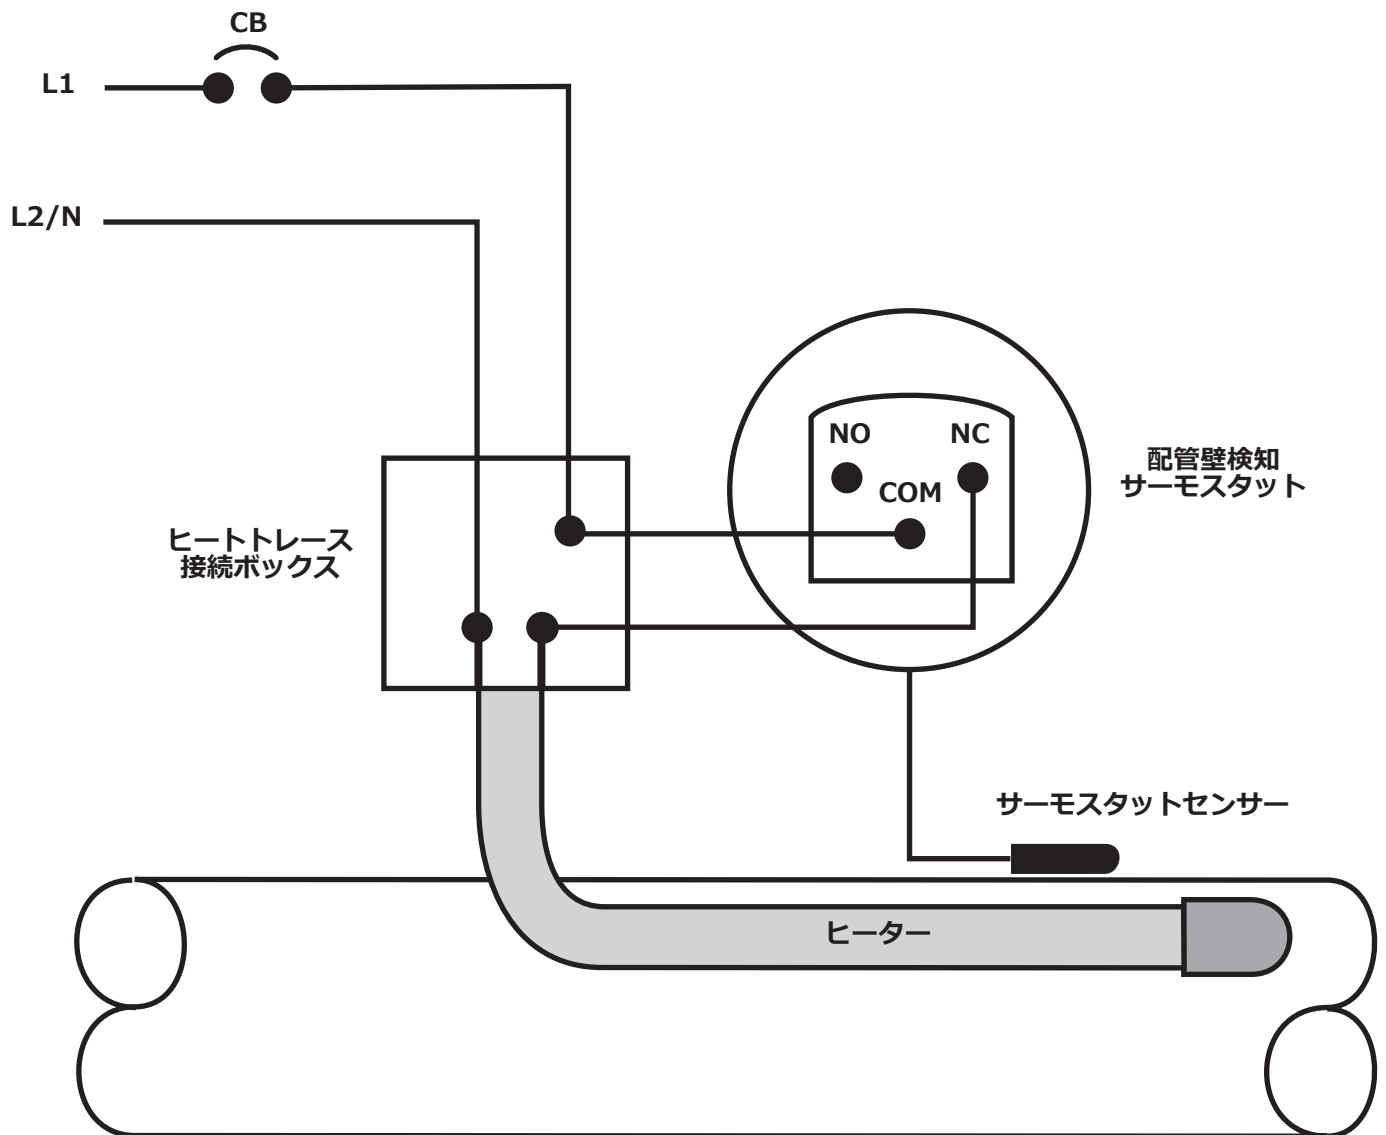 CB
L1
L2/N
NO
NC
COM
配管壁検知
サーモスタット
ヒートトレース
接続ボックス
サーモスタットセンサー
ヒーター